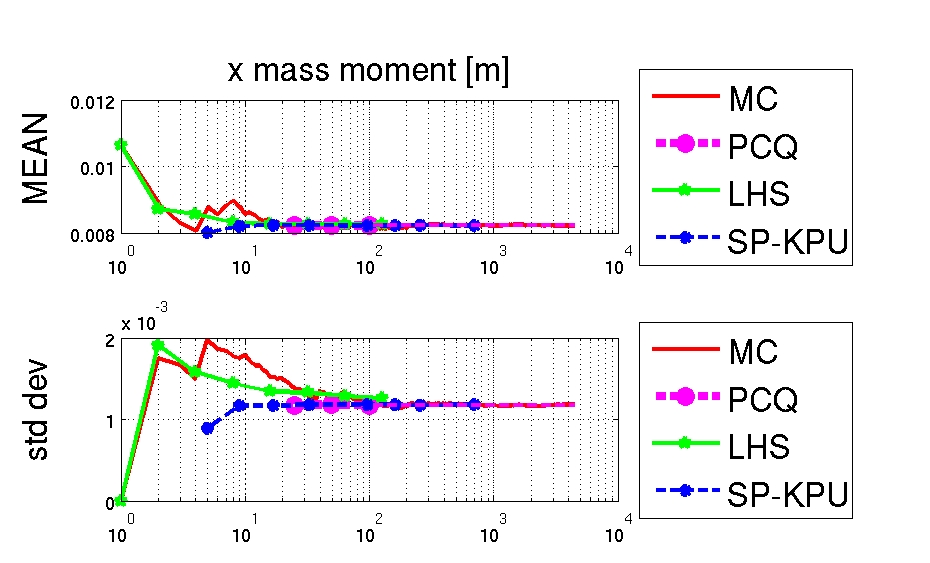 x mass moment [m]
MEAN
0.012
0.01
0.008
10^0 10^1 10^2 10^3 10^4
MC
PCQ
LHS
SP-KPU
x 10^-3
std dev
2
1
0
10^0 10^1 10^2 10^3 10^4
MC
PCQ
LHS
SP-KPU